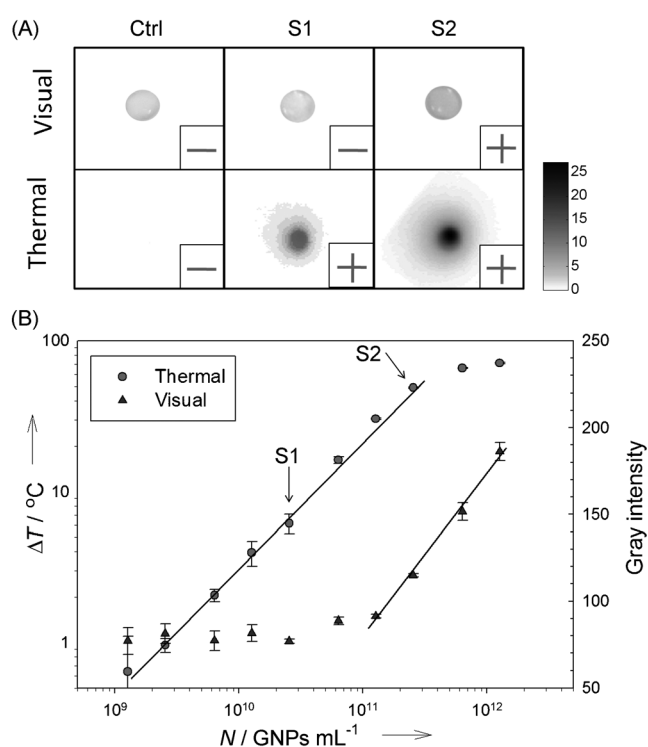 (A)
Ctrl S1 S2
Visual
− − +
Thermal
− + +
25
20
15
10
5
0
(B)
100
10
1
ΔT / °C
Thermal
Visual
S1
S2
250
200
150
100
50
Gray intensity
10⁹ 10¹⁰ 10¹¹ 10¹²
N / GNPs mL⁻¹